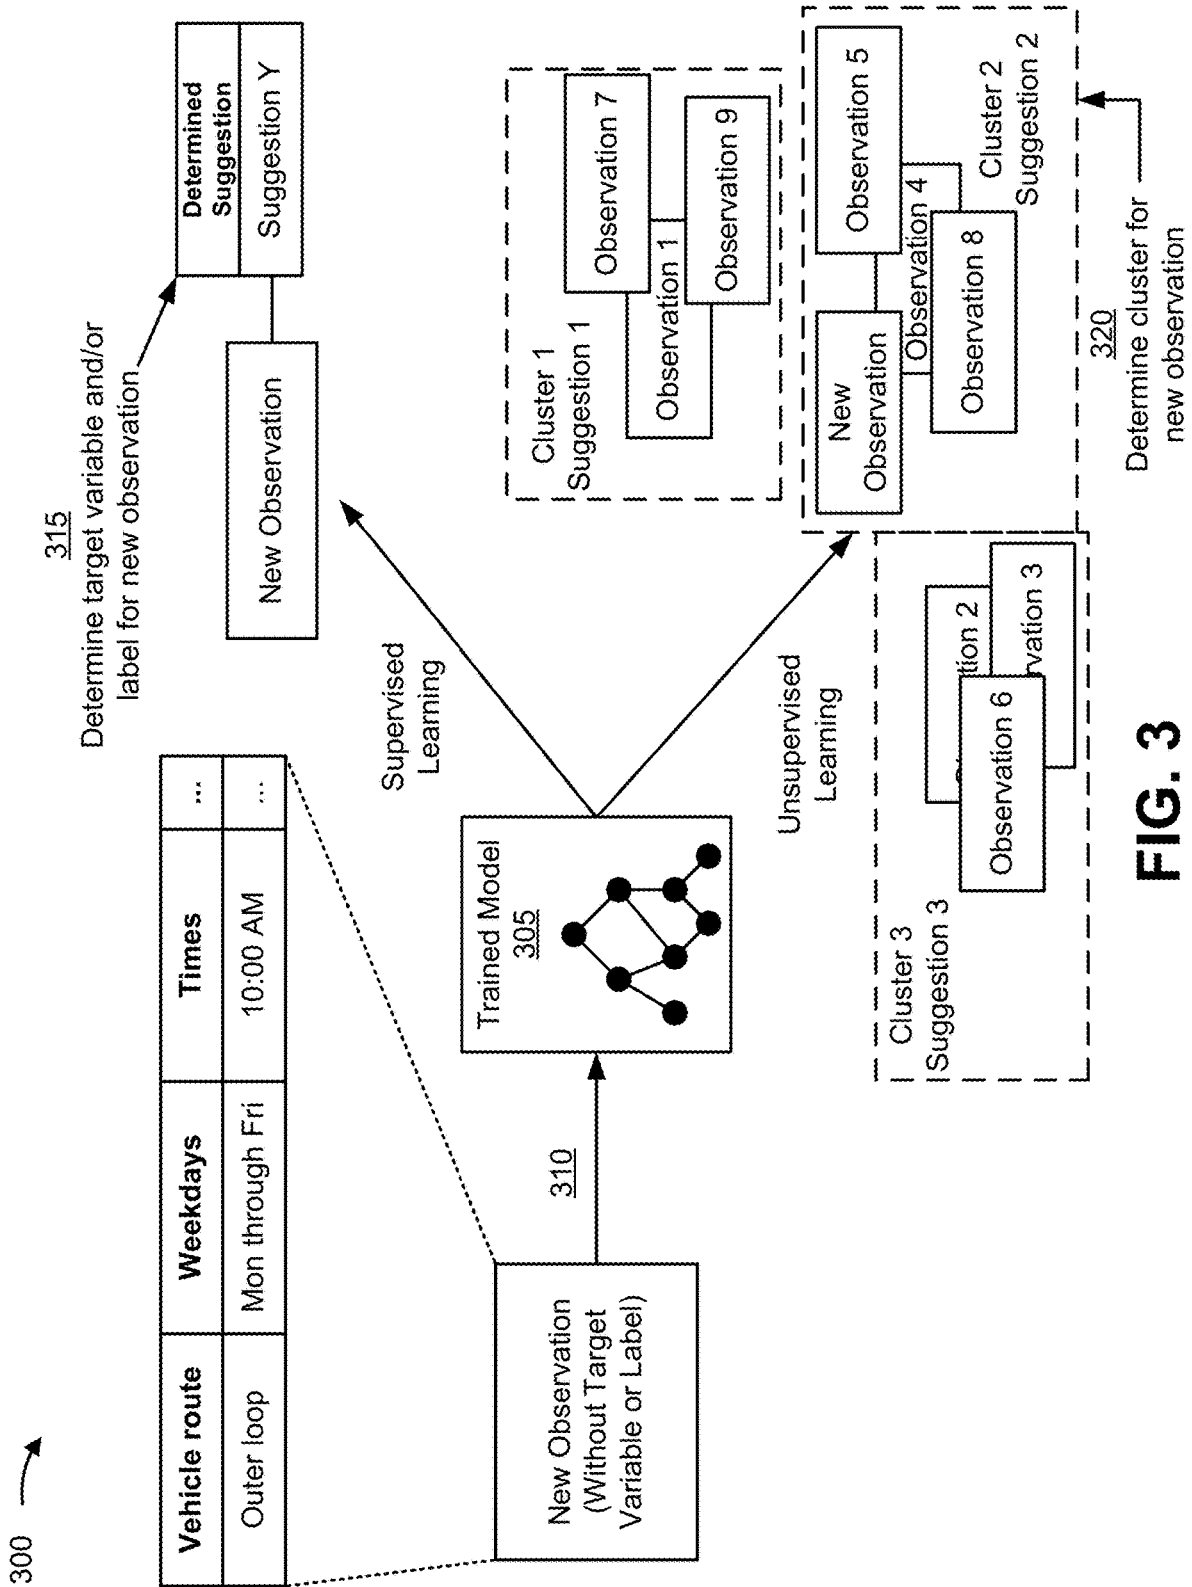 300
Vehicle route
Weekdays
Times
...
Outer loop
Mon through Fri
10:00 AM
...
New Observation
(Without Target
Variable or Label)
310
Trained Model
305
Supervised
Learning
Unsupervised
Learning
315
Determine target variable and/or
label for new observation
New Observation
Determined
Suggestion
Suggestion Y
Cluster 1
Suggestion 1
Observation 7
Observation 1
Observation 9
New
Observation
Observation 5
Observation 4
Observation 8
Cluster 2
Suggestion 2
Cluster 3
Suggestion 3
tion 2
rvation 3
Observation 6
320
Determine cluster for
new observation
FIG. 3